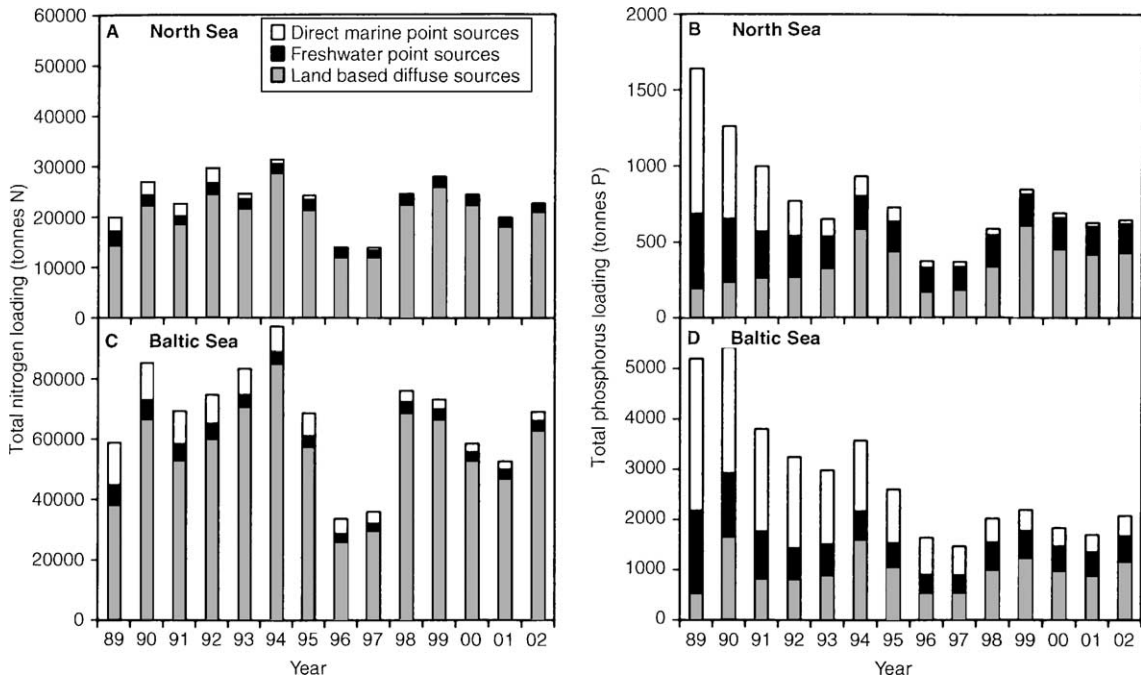 A North Sea
Direct marine point sources
Freshwater point sources
Land based diffuse sources
60000
50000
40000
30000
20000
10000
0
B North Sea
2000
1500
1000
500
0
C Baltic Sea
80000
60000
40000
20000
0
D Baltic Sea
5000
4000
3000
2000
1000
0
Total nitrogen loading (tonnes N)
Total phosphorus loading (tonnes P)
89 90 91 92 93 94 95 96 97 98 99 00 01 02
Year
89 90 91 92 93 94 95 96 97 98 99 00 01 02
Year